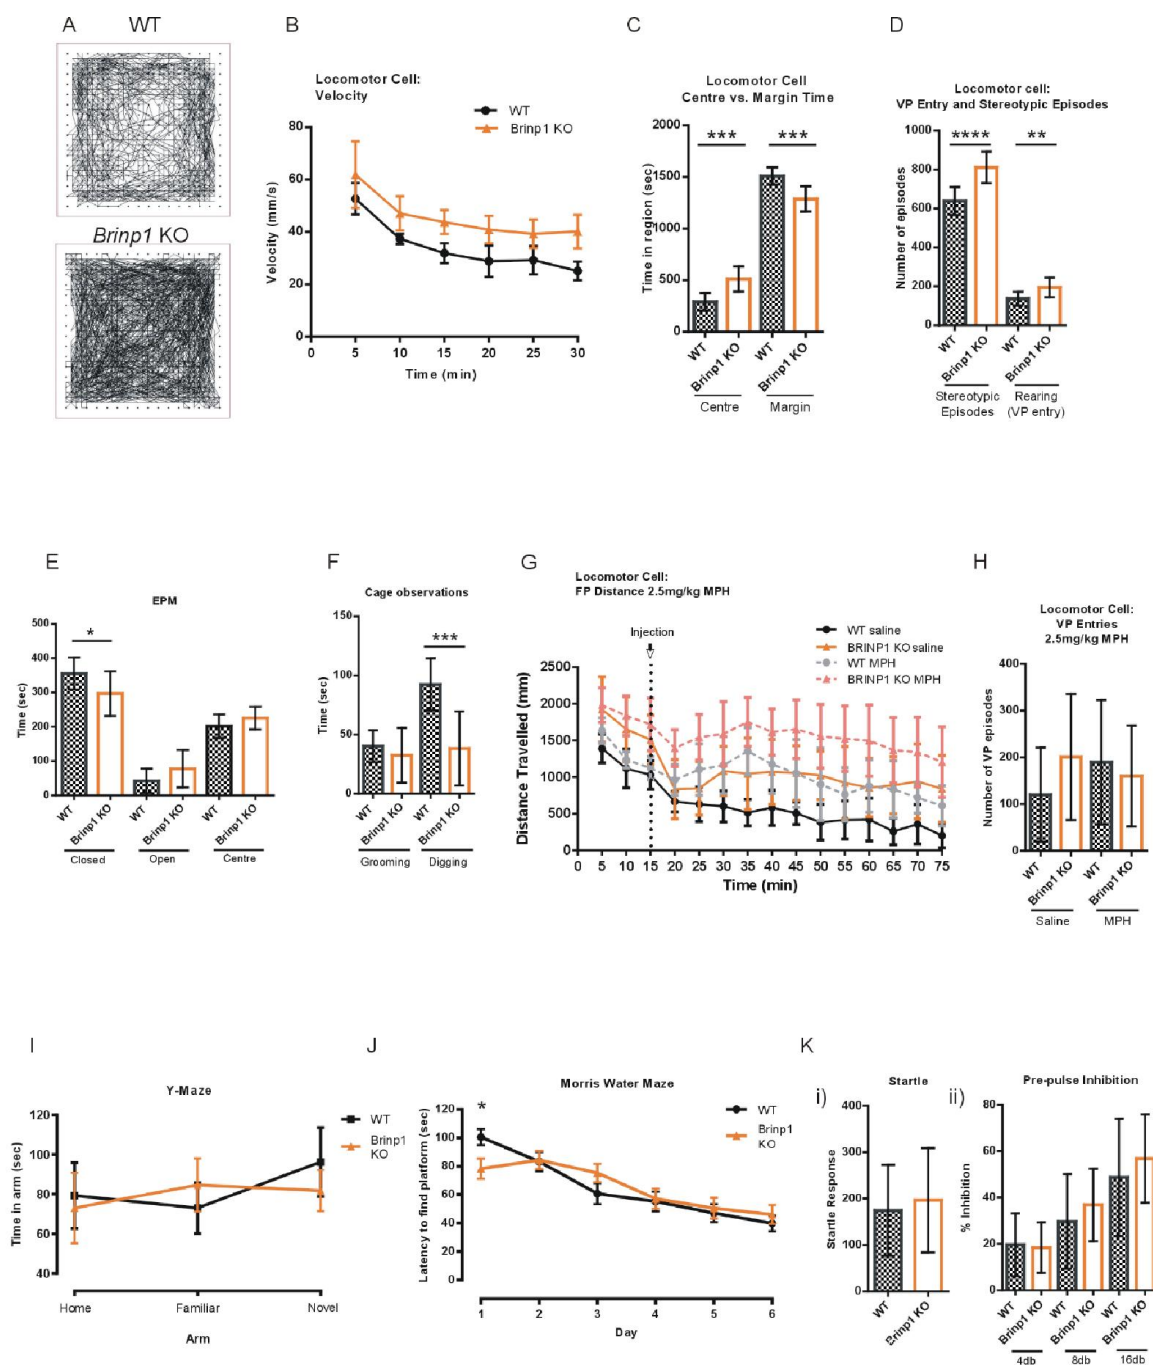 A
WT
Brinp1 KO
B
Locomotor Cell:
Velocity
WT
Brinp1 KO
80
60
40
20
0
Velocity (mm/s)
0 5 10 15 20 25 30
Time (min)
C
Locomotor Cell
Centre vs. Margin Time
2000
1500
1000
500
0
Time in region (sec)
*** ***
WT
Brinp1 KO
WT
Brinp1 KO
Centre Margin
D
Locomotor cell:
VP Entry and Stereotypic Episodes
1000
800
600
400
200
0
Number of episodes
**** **
WT
Brinp1 KO
WT
Brinp1 KO
Stereotypic Rearing
Episodes (VP entry)
E
EPM
500
400
300
200
100
0
Time (sec)
*
WT
Brinp1 KO
WT
Brinp1 KO
WT
Brinp1 KO
Closed Open Centre
F
Cage observations
150
100
50
0
Time (sec)
***
WT
Brinp1 KO
WT
Brinp1 KO
Grooming Digging
G
Locomotor Cell:
FP Distance 2.5mg/kg MPH
Injection
WT saline
BRINP1 KO saline
WT MPH
BRINP1 KO MPH
2500
2000
1500
1000
500
0
Distance Travelled (mm)
0 5 10 15 20 25 30 35 40 45 50 55 60 65 70 75
Time (min)
H
Locomotor Cell:
VP Entries
2.5mg/kg MPH
400
300
200
100
0
Number of VP episodes
WT
Brinp1 KO
WT
Brinp1 KO
Saline MPH
I
Y-Maze
120
100
80
60
40
Time in arm (sec)
WT
Brinp1
KO
Home Familiar Novel
Arm
J
Morris Water Maze
*
120
100
80
60
40
20
0
Latency to find platform (sec)
WT
Brinp1
KO
1 2 3 4 5 6
Day
K
i)
Startle
400
300
200
100
0
Startle Response
WT
Brinp1 KO
ii)
Pre-pulse Inhibition
80
60
40
20
0
% Inhibition
WT
Brinp1 KO
WT
Brinp1 KO
WT
Brinp1 KO
4db 8db 16db